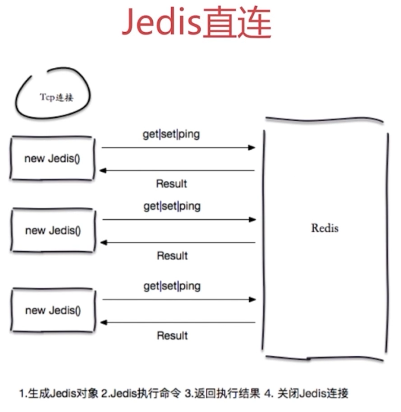 Jedis直连
Tcp连接
get|set|ping
new Jedis()
Result
get|set|ping
new Jedis()
Redis
Result
get|set|ping
new Jedis()
Result
1.生成Jedis对象 2.Jedis执行命令 3.返回执行结果 4. 关闭Jedis连接